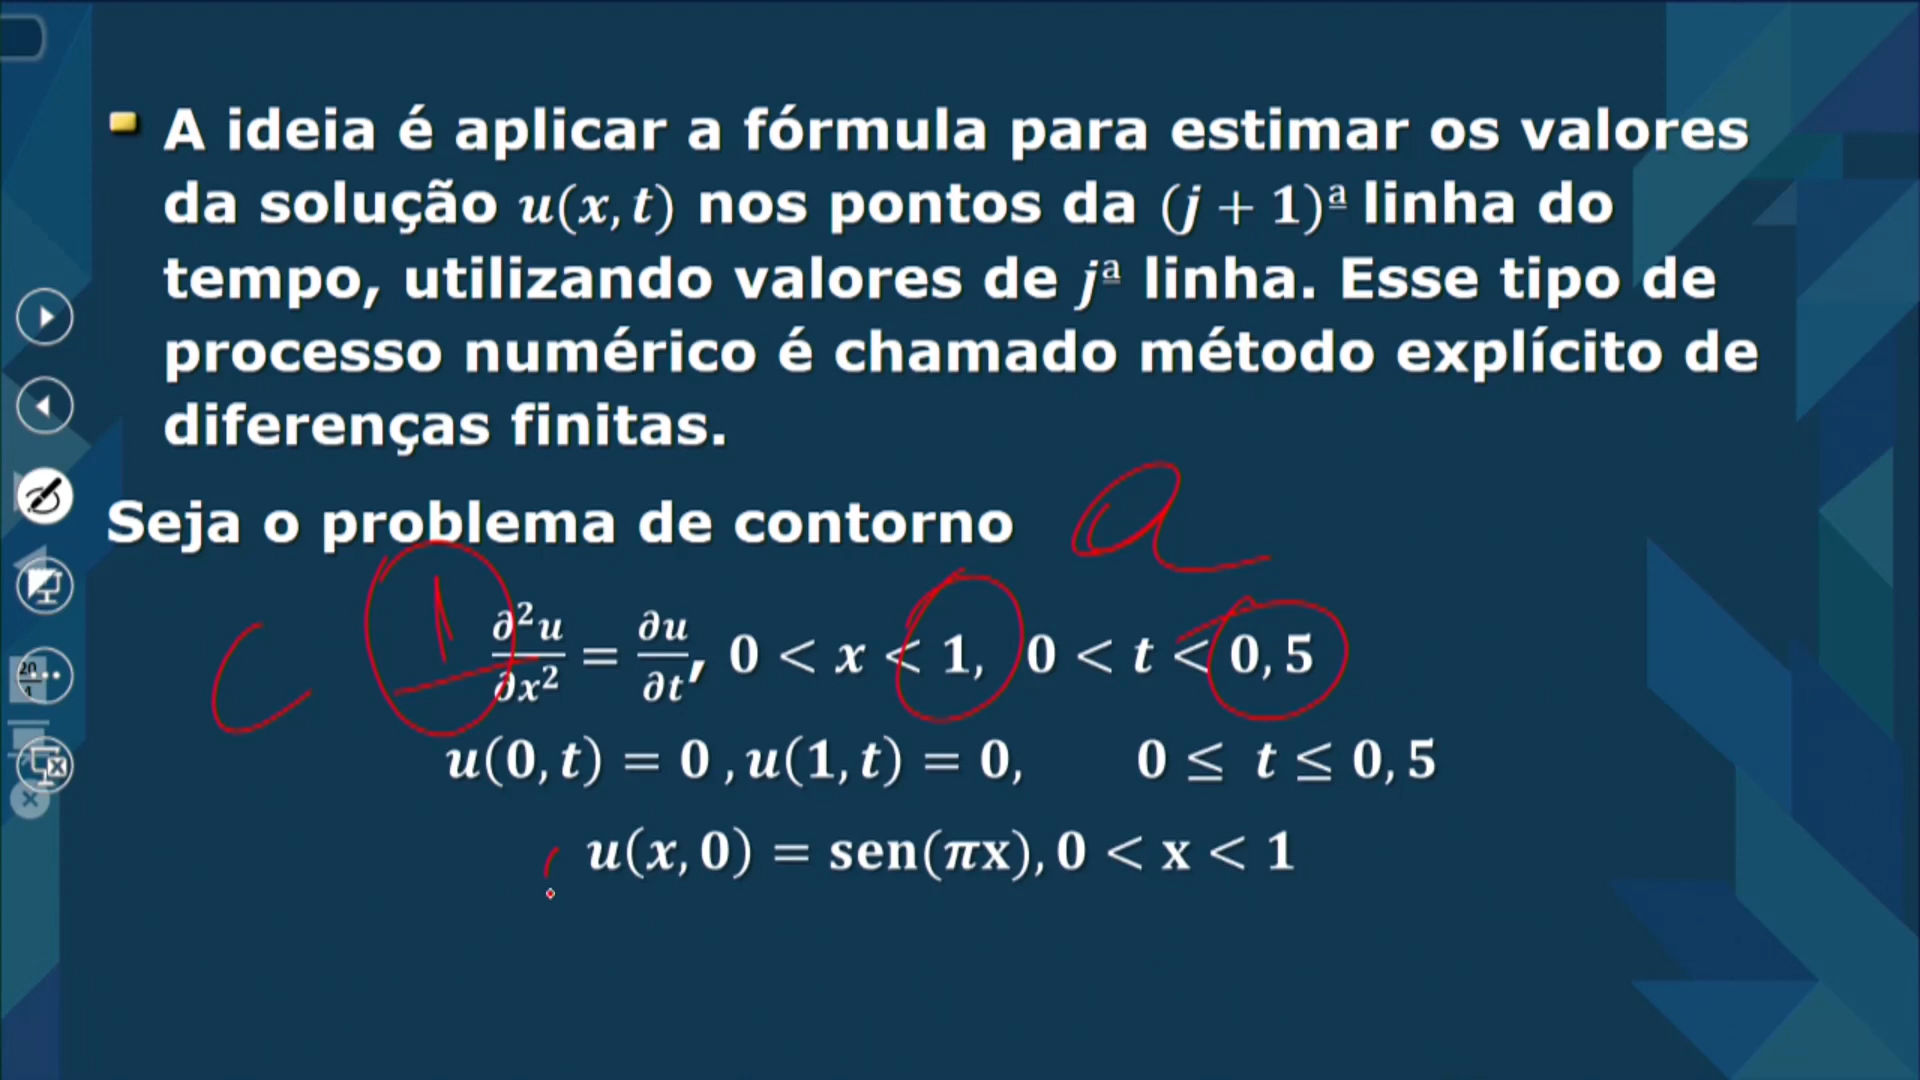 A ideia é aplicar a fórmula para estimar os valores
da solução u(x, t) nos pontos da (j + 1)ª linha do
tempo, utilizando valores de jª linha. Esse tipo de
processo numérico é chamado método explícito de
diferenças finitas.
Seja o problema de contorno a
c 1 ∂²u/∂x² = ∂u/∂t, 0 < x < 1, 0 < t < 0,5
u(0, t) = 0 , u(1, t) = 0, 0 ≤ t ≤ 0,5
u(x, 0) = sen(πx), 0 < x < 1